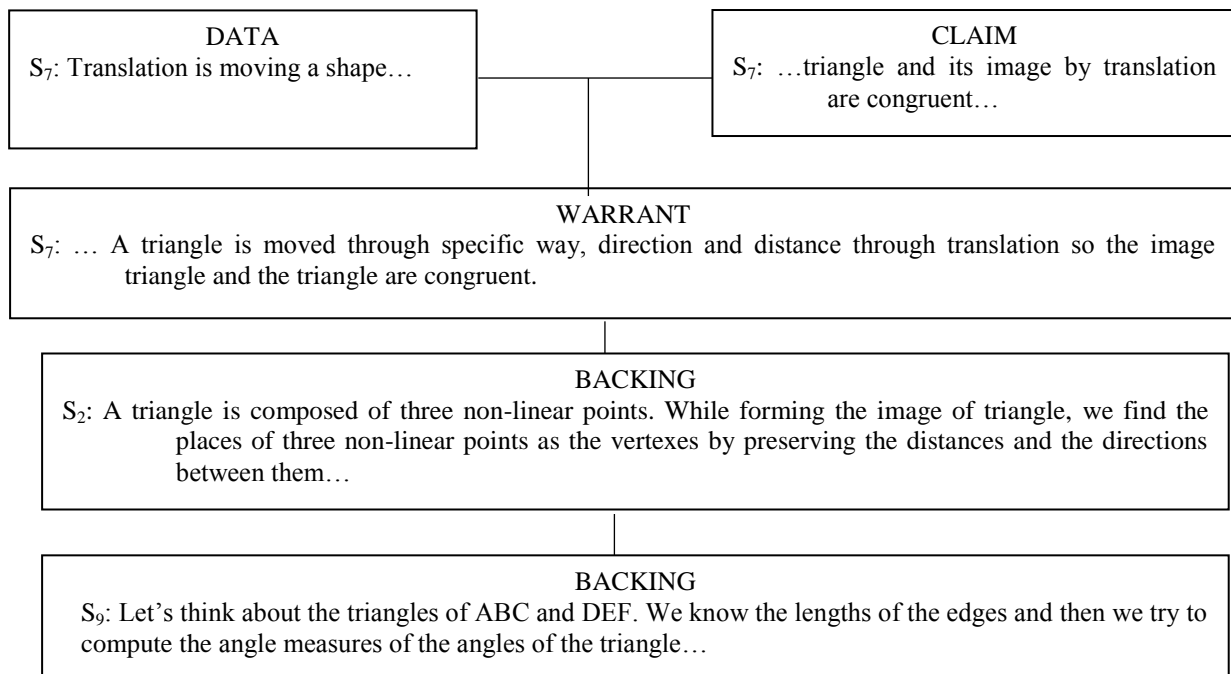 DATA
S₇: Translation is moving a shape…
CLAIM
S₇: …triangle and its image by translation
are congruent…
WARRANT
S₇: … A triangle is moved through specific way, direction and distance through translation so the image
triangle and the triangle are congruent.
BACKING
S₂: A triangle is composed of three non-linear points. While forming the image of triangle, we find the
places of three non-linear points as the vertexes by preserving the distances and the directions
between them…
BACKING
S₉: Let’s think about the triangles of ABC and DEF. We know the lengths of the edges and then we try to
compute the angle measures of the angles of the triangle…